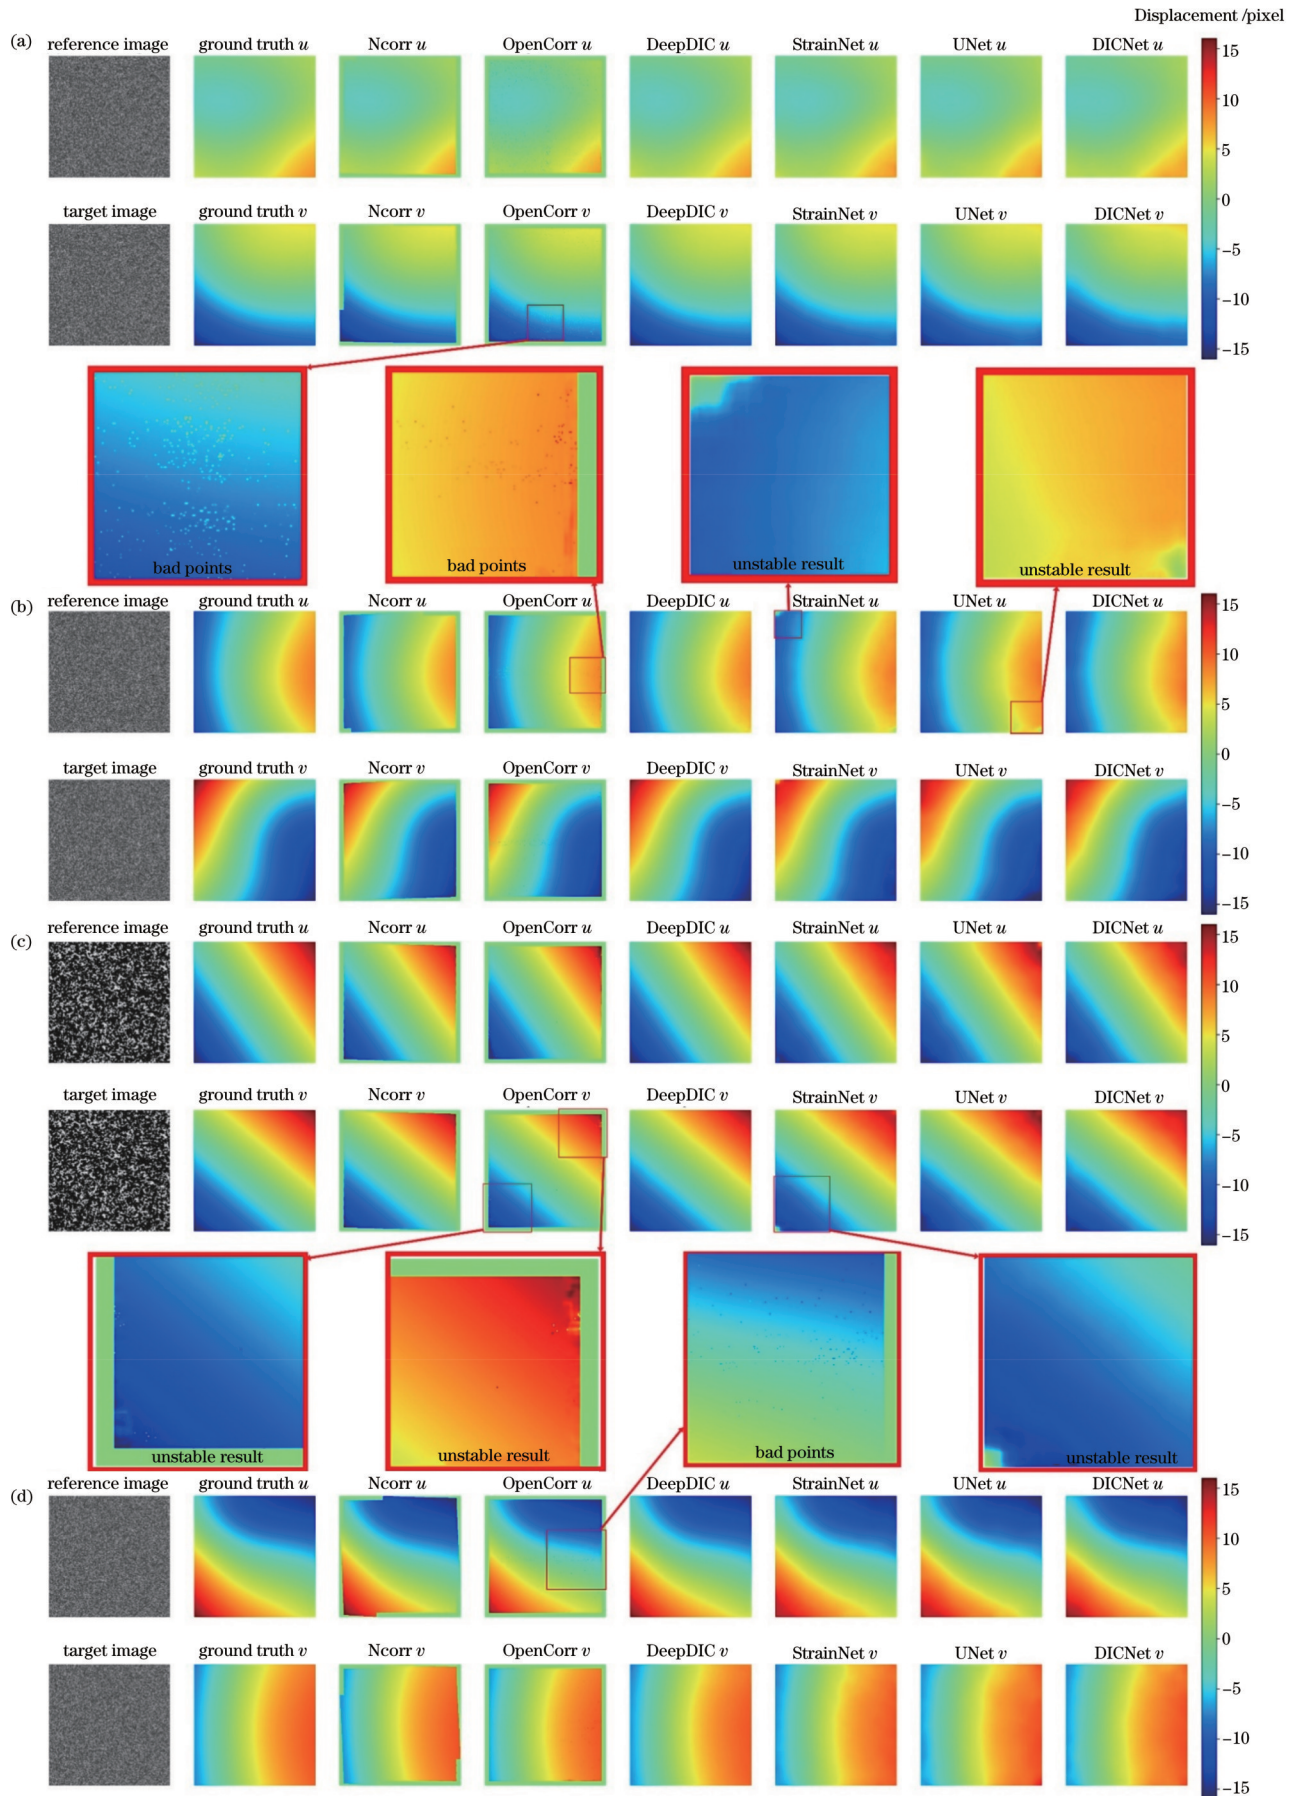 Displacement /pixel
(a)
reference image ground truth u Ncorr u OpenCorr u DeepDIC u StrainNet u UNet u DICNet u
15
10
5
0
−5
−10
−15
target image ground truth v Ncorr v OpenCorr v DeepDIC v StrainNet v UNet v DICNet v
bad points bad points unstable result unstable result
(b)
reference image ground truth u Ncorr u OpenCorr u DeepDIC u StrainNet u UNet u DICNet u
15
10
5
0
−5
−10
−15
target image ground truth v Ncorr v OpenCorr v DeepDIC v StrainNet v UNet v DICNet v
(c)
reference image ground truth u Ncorr u OpenCorr u DeepDIC u StrainNet u UNet u DICNet u
15
10
5
0
−5
−10
−15
target image ground truth v Ncorr v OpenCorr v DeepDIC v StrainNet v UNet v DICNet v
unstable result unstable result bad points unstable result
(d)
reference image ground truth u Ncorr u OpenCorr u DeepDIC u StrainNet u UNet u DICNet u
15
10
5
0
−5
−10
−15
target image ground truth v Ncorr v OpenCorr v DeepDIC v StrainNet v UNet v DICNet v